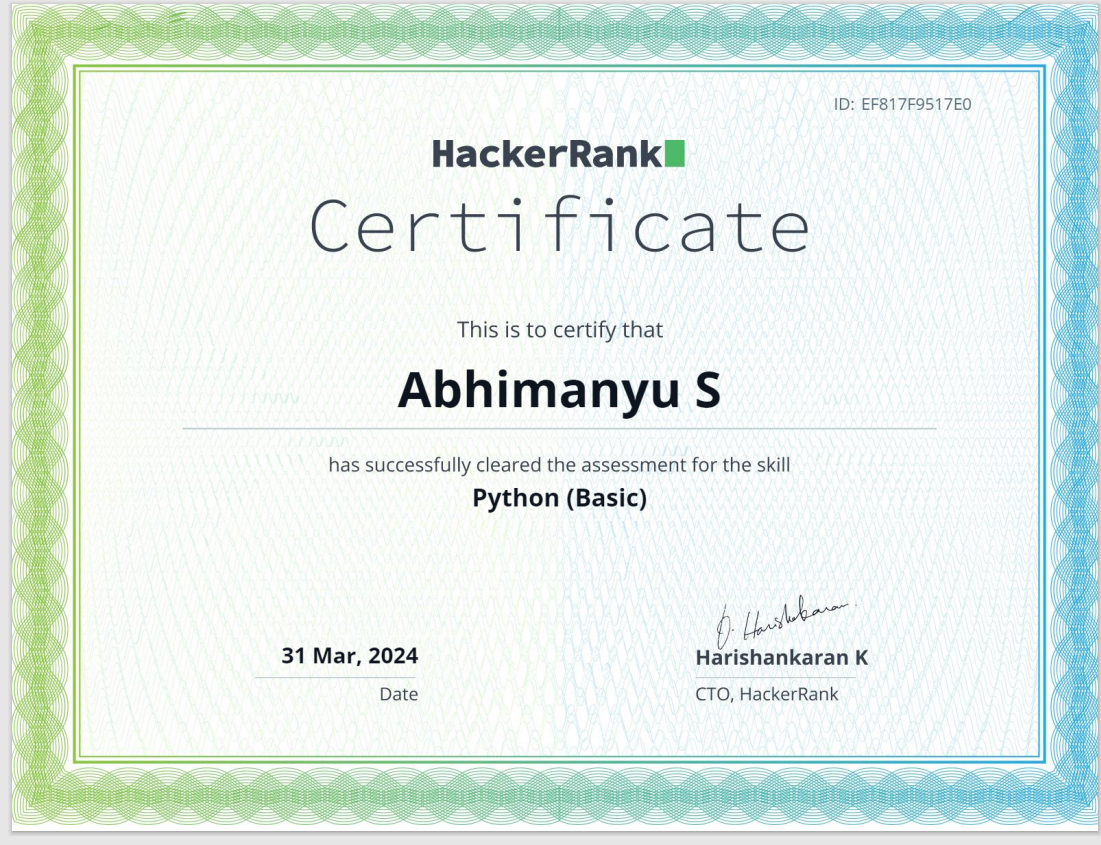 ID: EF817F9517E0
HackerRank
Certificate
This is to certify that
Abhimanyu S
has successfully cleared the assessment for the skill
Python (Basic)
31 Mar, 2024
Date
Harishankaran K
CTO, HackerRank